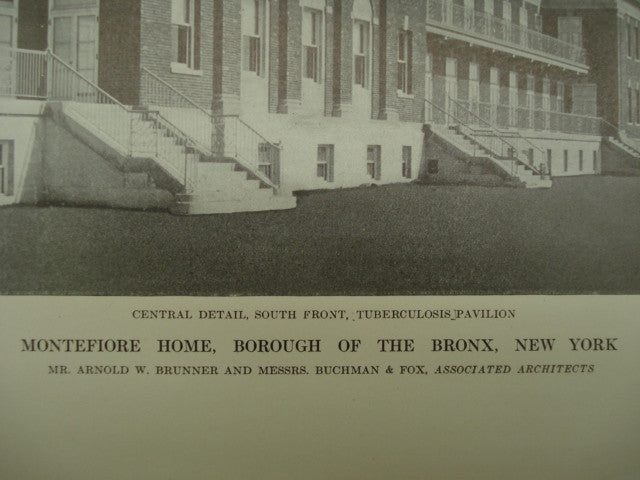 CENTRAL DETAIL, SOUTH FRONT, TUBERCULOSIS PAVILION
MONTEFIORE HOME, BOROUGH OF THE BRONX, NEW YORK
MR. ARNOLD W. BRUNNER AND MESSRS. BUCHMAN & FOX, ASSOCIATED ARCHITECTS